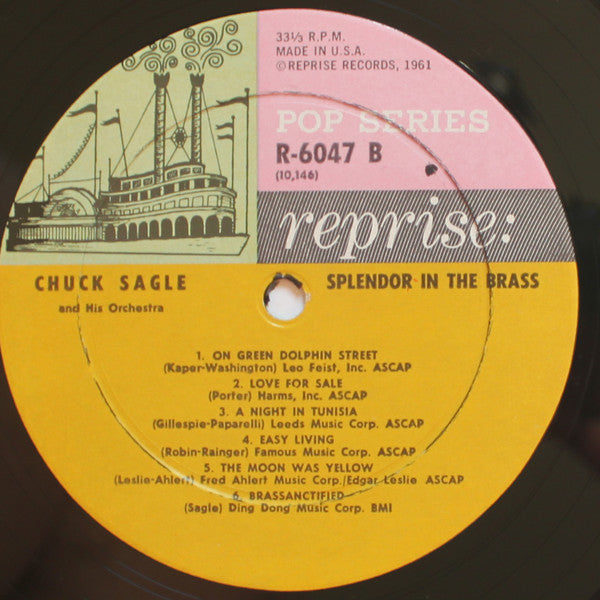 33⅓ R.P.M.
MADE IN U.S.A.
©REPRISE RECORDS, 1961
POP SERIES
R-6047 B
(10,146)
reprise:
CHUCK SAGLE
and His Orchestra
SPLENDOR IN THE BRASS
1. ON GREEN DOLPHIN STREET
(Kaper-Washington) Leo Feist, Inc. ASCAP
2. LOVE FOR SALE
(Porter) Harms, Inc. ASCAP
3. A NIGHT IN TUNISIA
(Gillespie-Paparelli) Leeds Music Corp. ASCAP
4. EASY LIVING
(Robin-Rainger) Famous Music Corp. ASCAP
5. THE MOON WAS YELLOW
(Leslie-Ahlert) Fred Ahlert Music Corp./Edgar Leslie ASCAP
6. BRASSANCTIFIED
(Sagle) Ding Dong Music Corp. BMI